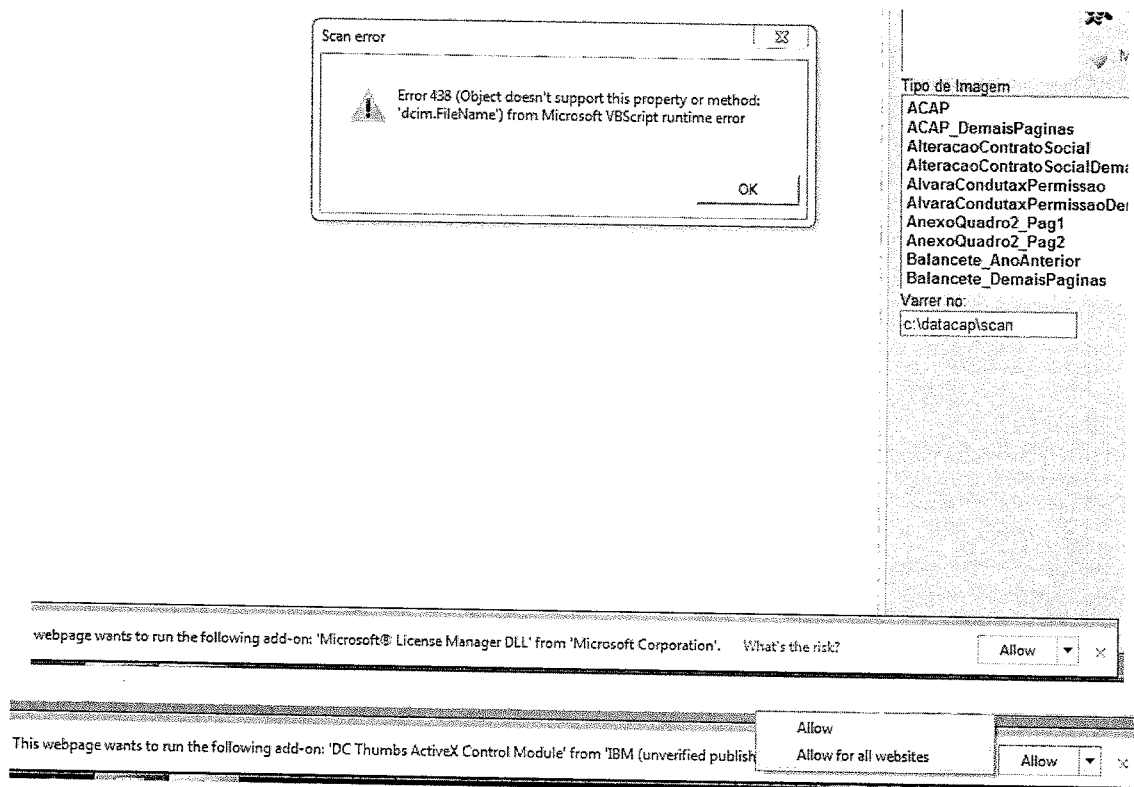 Scan error
Error 438 (Object doesn't support this property or method:
'dcim.FileName') from Microsoft VBScript runtime error
OK
M
Tipo de Imagem
ACAP
ACAP_DemaisPaginas
AlteracaoContratoSocial
AlteracaoContratoSocialDema
AlvaraCondutaxPermissao
AlvaraCondutaxPermissaoDe
AnexoQuadro2_Pag1
AnexoQuadro2_Pag2
Balancete_AnoAnterior
Balancete_DemaisPaginas
Varrer no:
c:\datacap\scan
webpage wants to run the following add-on: 'Microsoft® License Manager DLL' from 'Microsoft Corporation'. What's the risk?
Allow
Allow
Allow for all websites
This webpage wants to run the following add-on: 'DC Thumbs ActiveX Control Module' from 'IBM (unverified publish
Allow